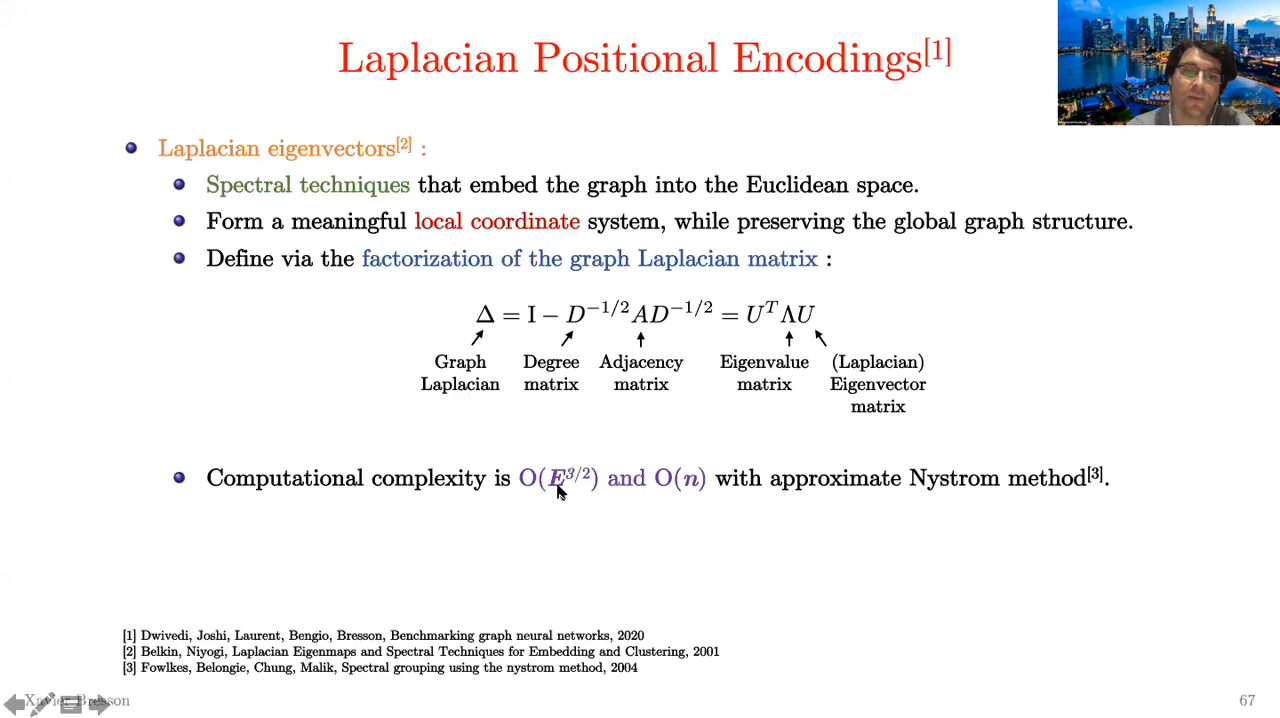 Laplacian Positional Encodings[1]
Laplacian eigenvectors[2] :
Spectral techniques that embed the graph into the Euclidean space.
Form a meaningful local coordinate system, while preserving the global graph structure.
Define via the factorization of the graph Laplacian matrix :
Δ = I − D^{−1/2}AD^{−1/2} = U^TΛU
Graph Degree Adjacency Eigenvalue (Laplacian)
Laplacian matrix matrix matrix Eigenvector
matrix
Computational complexity is O(E^{3/2}) and O(n) with approximate Nystrom method[3].
[1] Dwivedi, Joshi, Laurent, Bengio, Bresson, Benchmarking graph neural networks, 2020
[2] Belkin, Niyogi, Laplacian Eigenmaps and Spectral Techniques for Embedding and Clustering, 2001
[3] Fowlkes, Belongie, Chung, Malik, Spectral grouping using the nystrom method, 2004
Xavier Bresson 67